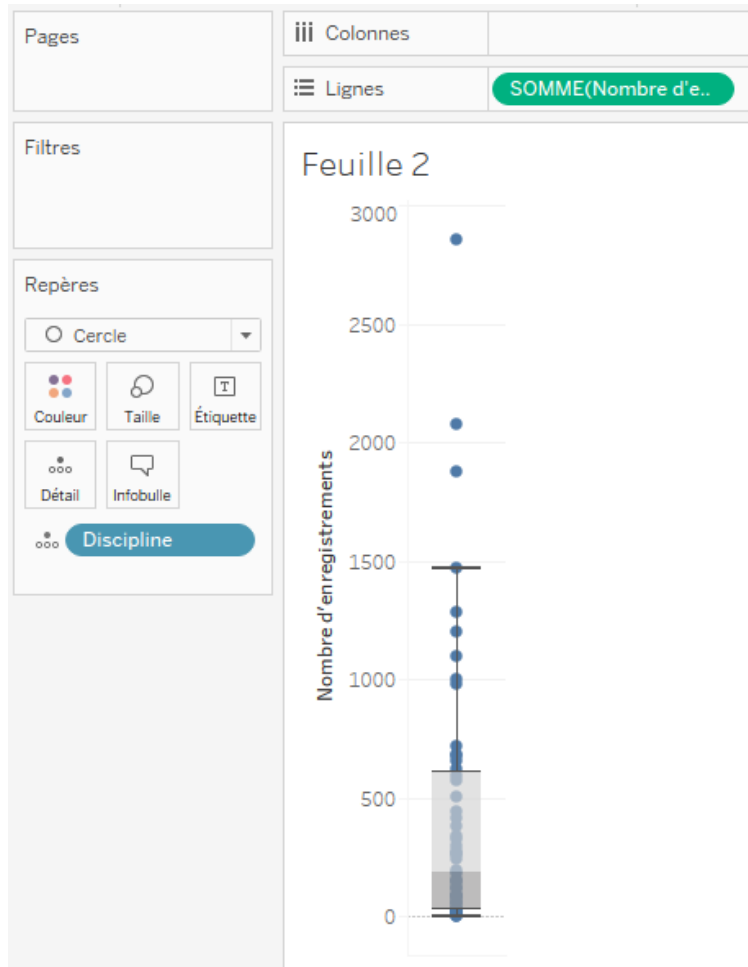 Pages
Colonnes
Lignes
SOMME(Nombre d'e..
Filtres
Feuille 2
Repères
Cercle
Couleur
Taille
T
Étiquette
Détail
Infobulle
Discipline
Nombre d'enregistrements
3000
2500
2000
1500
1000
500
0